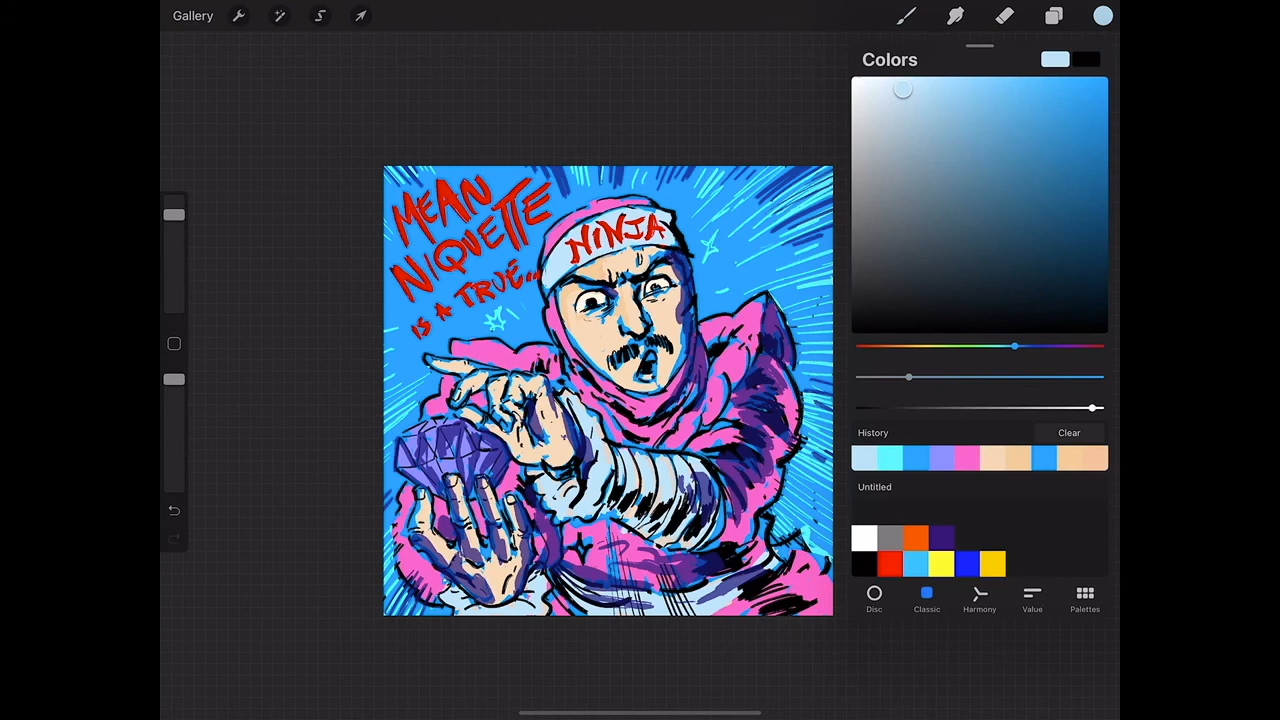 Gallery
Colors
MEAN
NIQUETTE
IS A TRUE...
NINJA
History
Clear
Untitled
Disc
Classic
Harmony
Value
Palettes